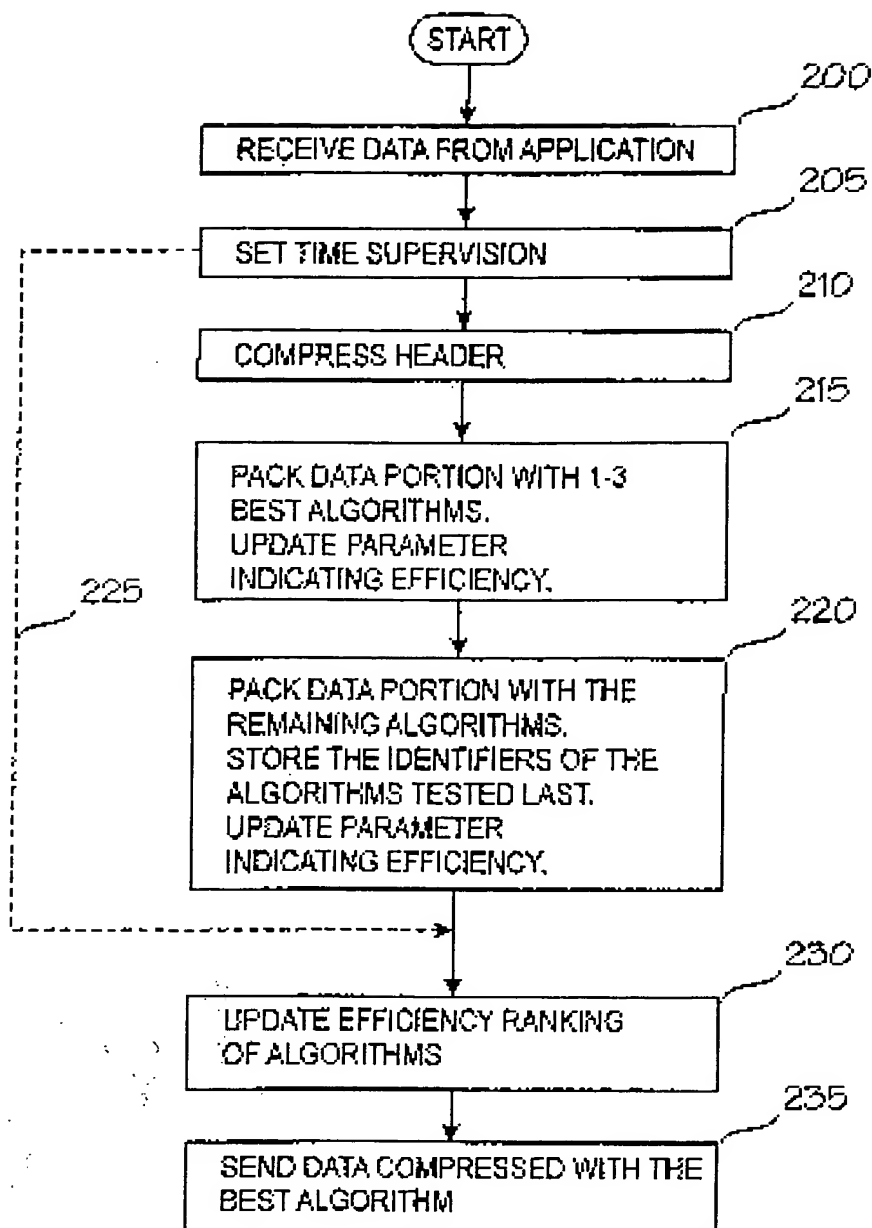 START
200
RECEIVE DATA FROM APPLICATION
205
SET TIME SUPERVISION
210
COMPRESS HEADER
215
PACK DATA PORTION WITH 1-3
BEST ALGORITHMS.
UPDATE PARAMETER
INDICATING EFFICIENCY.
225
220
PACK DATA PORTION WITH THE
REMAINING ALGORITHMS.
STORE THE IDENTIFIERS OF THE
ALGORITHMS TESTED LAST.
UPDATE PARAMETER
INDICATING EFFICIENCY.
230
UPDATE EFFICIENCY RANKING
OF ALGORITHMS
235
SEND DATA COMPRESSED WITH THE
BEST ALGORITHM